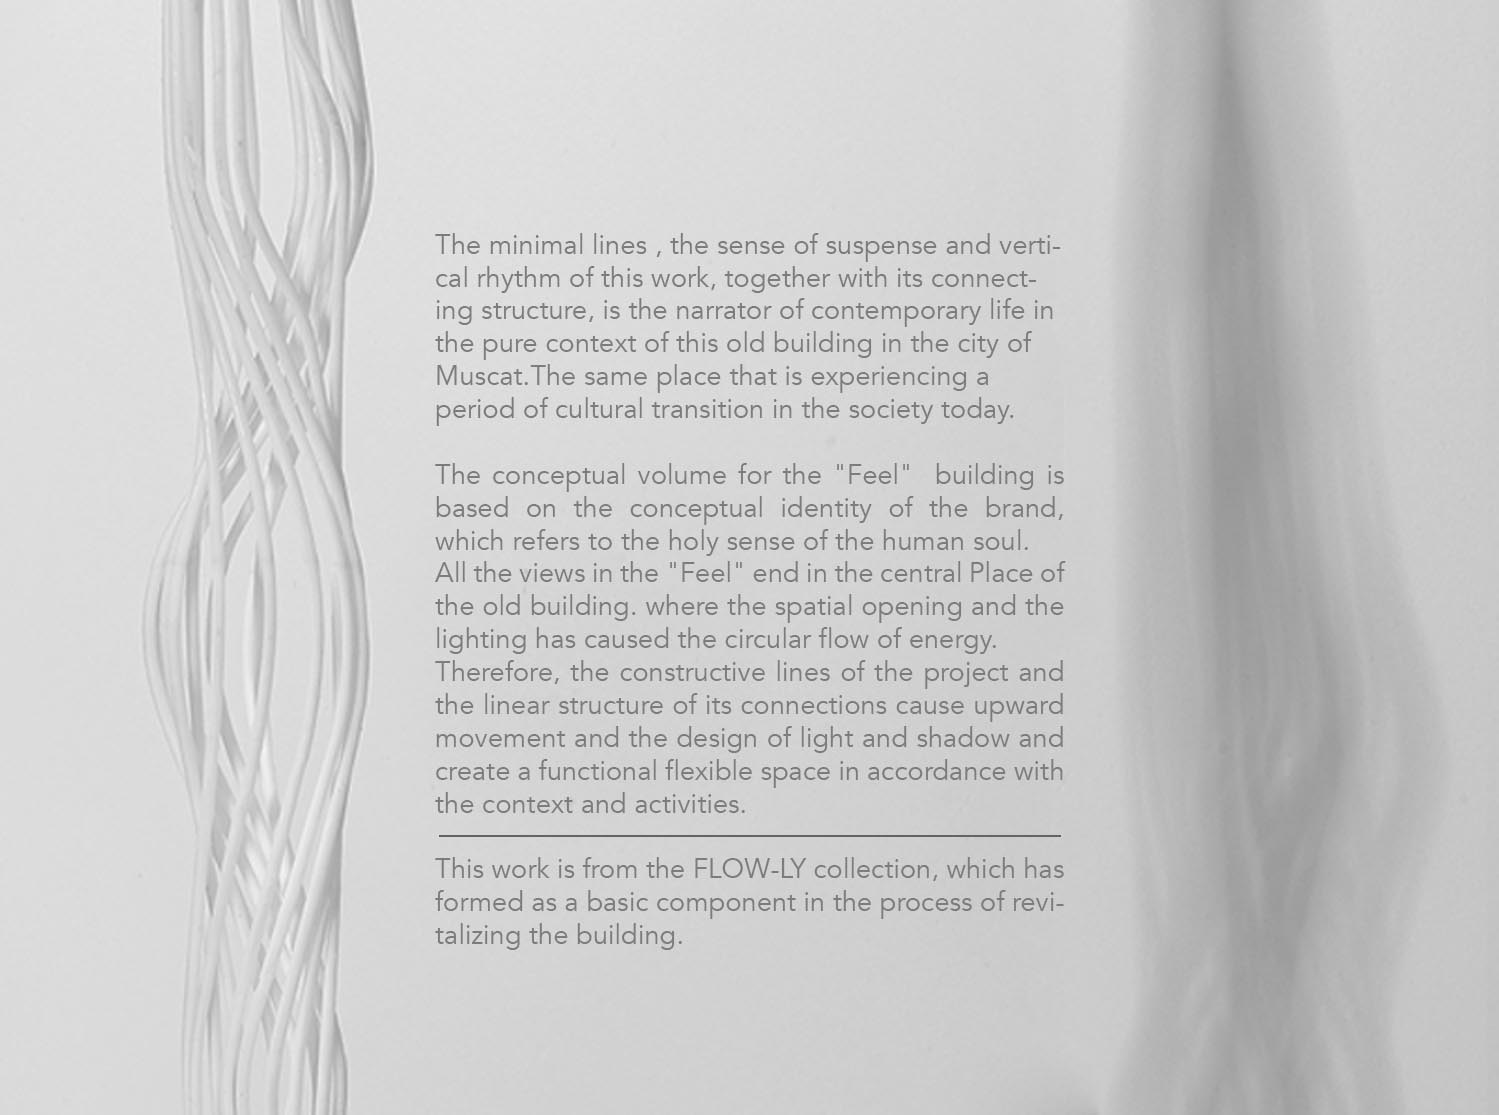 The minimal lines , the sense of suspense and verti-
cal rhythm of this work, together with its connect-
ing structure, is the narrator of contemporary life in
the pure context of this old building in the city of
Muscat.The same place that is experiencing a
period of cultural transition in the society today.
The conceptual volume for the "Feel"  building is
based on the conceptual identity of the brand,
which refers to the holy sense of the human soul.
All the views in the "Feel" end in the central Place of
the old building. where the spatial opening and the
lighting has caused the circular flow of energy.
Therefore, the constructive lines of the project and
the linear structure of its connections cause upward
movement and the design of light and shadow and
create a functional flexible space in accordance with
the context and activities.
This work is from the FLOW-LY collection, which has
formed as a basic component in the process of revi-
talizing the building.